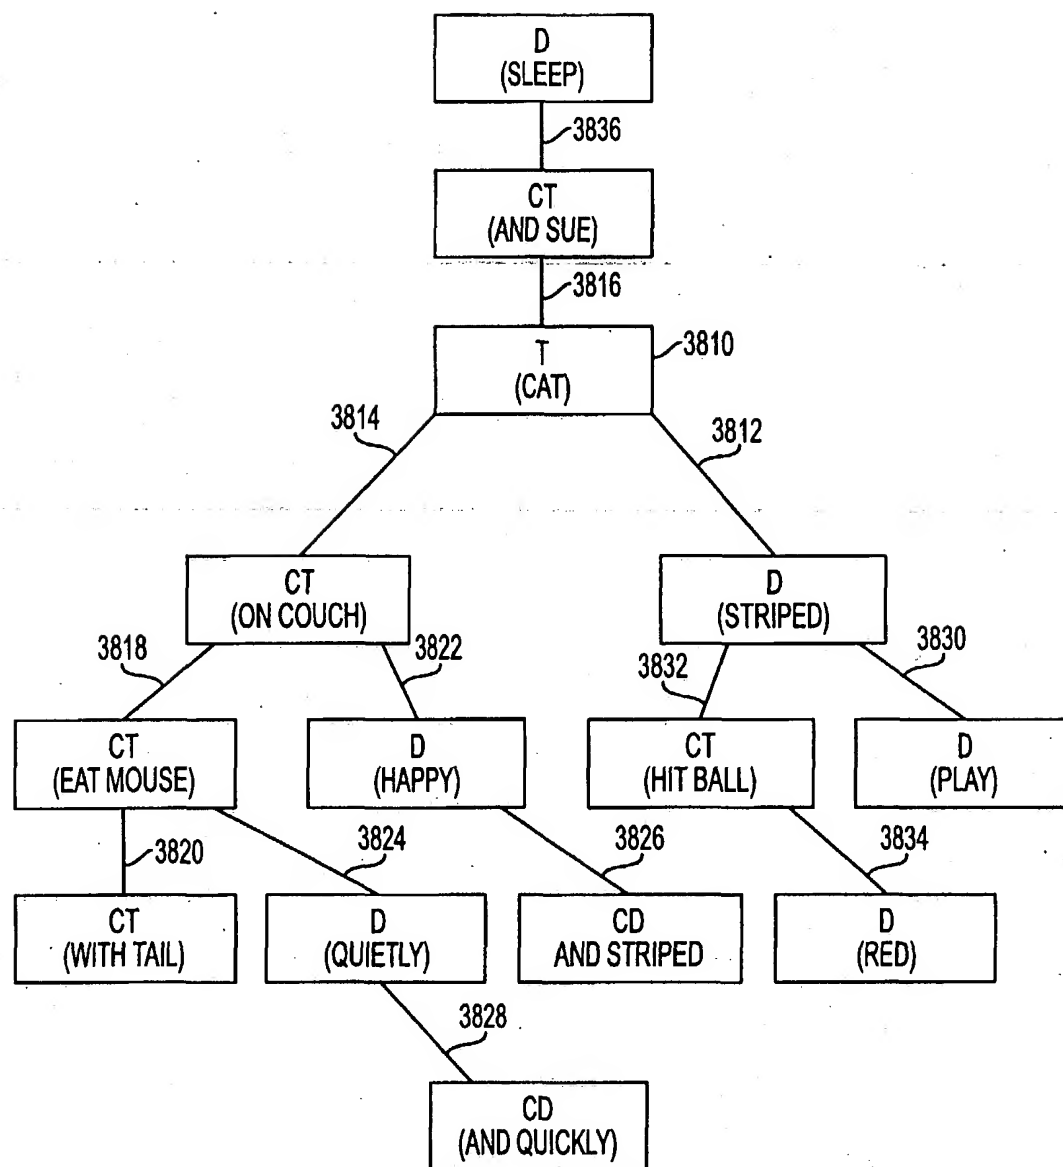 D
(SLEEP)
3836
CT
(AND SUE)
3816
T
(CAT)
3810
3814
3812
CT
(ON COUCH)
D
(STRIPED)
3818
3822
3832
3830
CT
(EAT MOUSE)
D
(HAPPY)
CT
(HIT BALL)
D
(PLAY)
3820
3824
3826
3834
CT
(WITH TAIL)
D
(QUIETLY)
CD
AND STRIPED
D
(RED)
3828
CD
(AND QUICKLY)